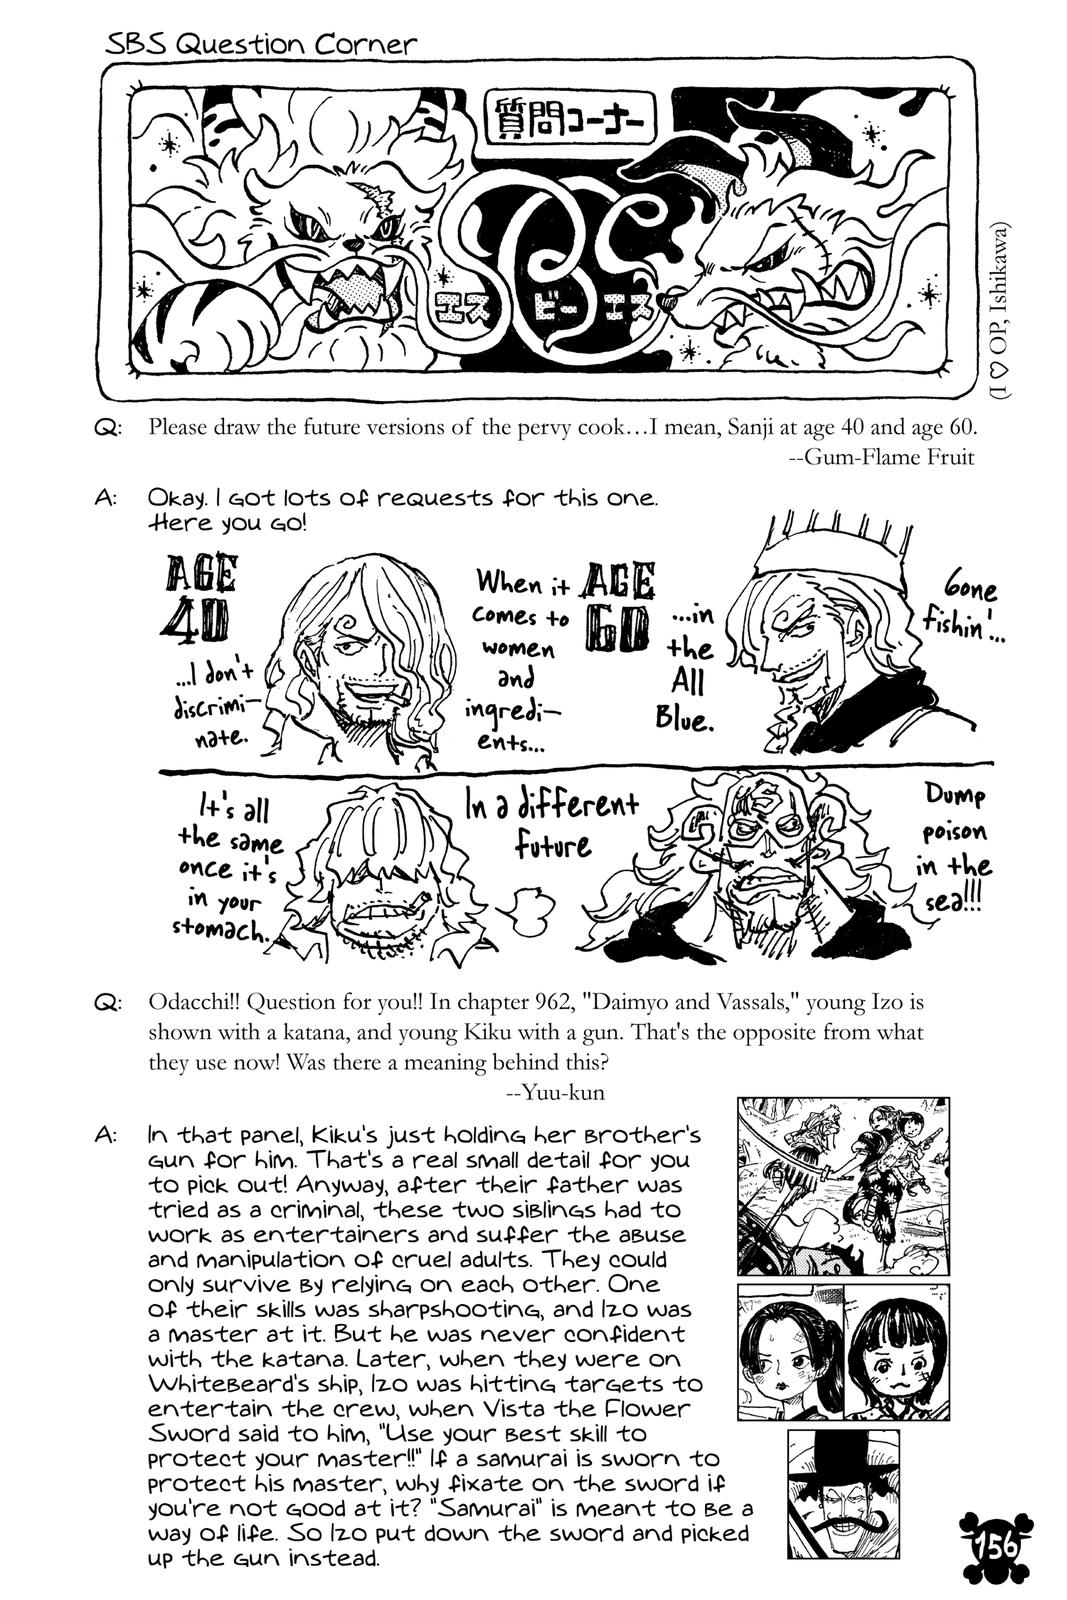 SBS Question Corner
質問コーナー
SBS
エス ビー エス
(I ♡ OP, Ishikawa)
Q: Please draw the future versions of the pervy cook…I mean, Sanji at age 40 and age 60.
--Gum-Flame Fruit
A: Okay. I got lots of requests for this one.
Here you go!
AGE
40
When it
comes to
women
and
ingredi–
ents...
...I don't
discrimi–
nate.
AGE
60
Gone
fishin'...
...in
the
All
Blue.
In a different
future
It's all
the same
once it's
in your
stomach.
Dump
poison
in the
sea!!!
Q: Odacchi!! Question for you!! In chapter 962, "Daimyo and Vassals," young Izo is
shown with a katana, and young Kiku with a gun. That's the opposite from what
they use now! Was there a meaning behind this?
--Yuu-kun
A: In that panel, Kiku's just holding her brother's
gun for him. That's a real small detail for you
to pick out! Anyway, after their father was
tried as a criminal, these two siblings had to
work as entertainers and suffer the abuse
and manipulation of cruel adults. They could
only survive by relying on each other. One
of their skills was sharpshooting, and Izo was
a master at it. But he was never confident
with the katana. Later, when they were on
Whitebeard's ship, Izo was hitting targets to
entertain the crew, when Vista the Flower
Sword said to him, "Use your best skill to
protect your master!!" If a samurai is sworn to
protect his master, why fixate on the sword if
you're not good at it? "Samurai" is meant to be a
way of life. So Izo put down the sword and picked
up the gun instead.
156